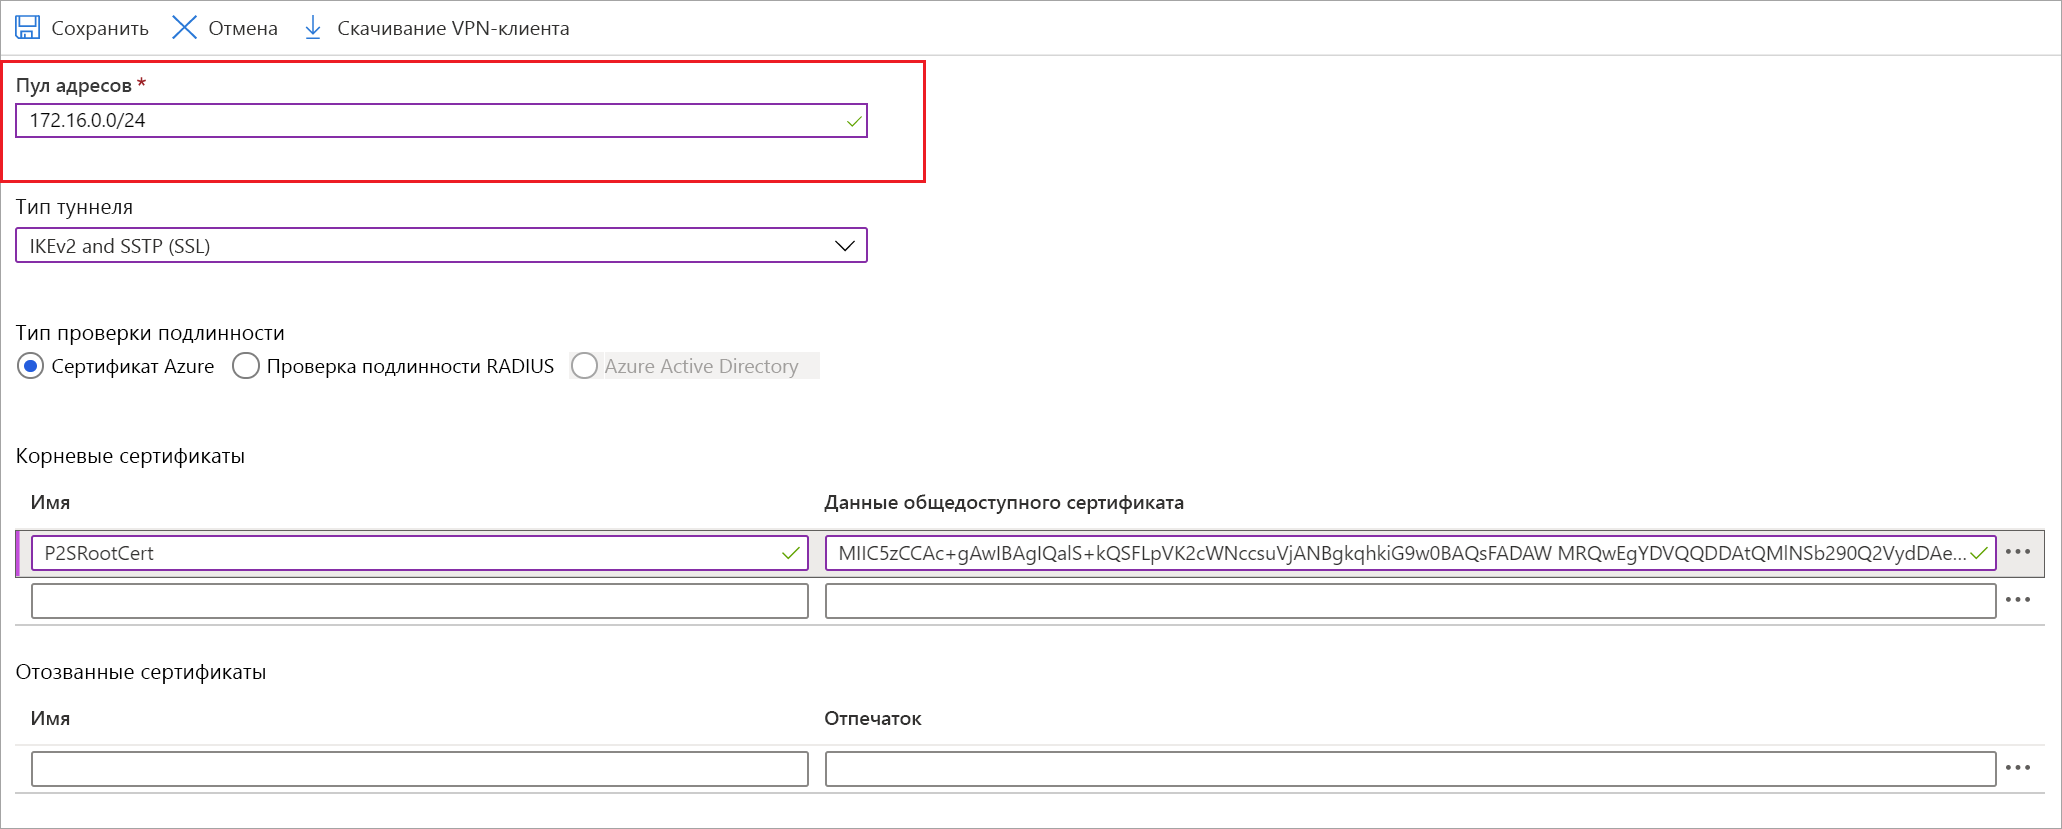 Сохранить Отмена Скачивание VPN-клиента
Пул адресов *
172.16.0.0/24
Тип туннеля
IKEv2 and SSTP (SSL)
Тип проверки подлинности
Сертификат Azure Проверка подлинности RADIUS Azure Active Directory
Корневые сертификаты
Имя Данные общедоступного сертификата
P2SRootCert MIIC5zCCAc+gAwIBAgIQalS+kQSFLpVK2cWNccsuVjANBgkqhkiG9w0BAQsFADAW MRQwEgYDVQQDDAtQMlNSb290Q2VydDAe...
Отозванные сертификаты
Имя Отпечаток